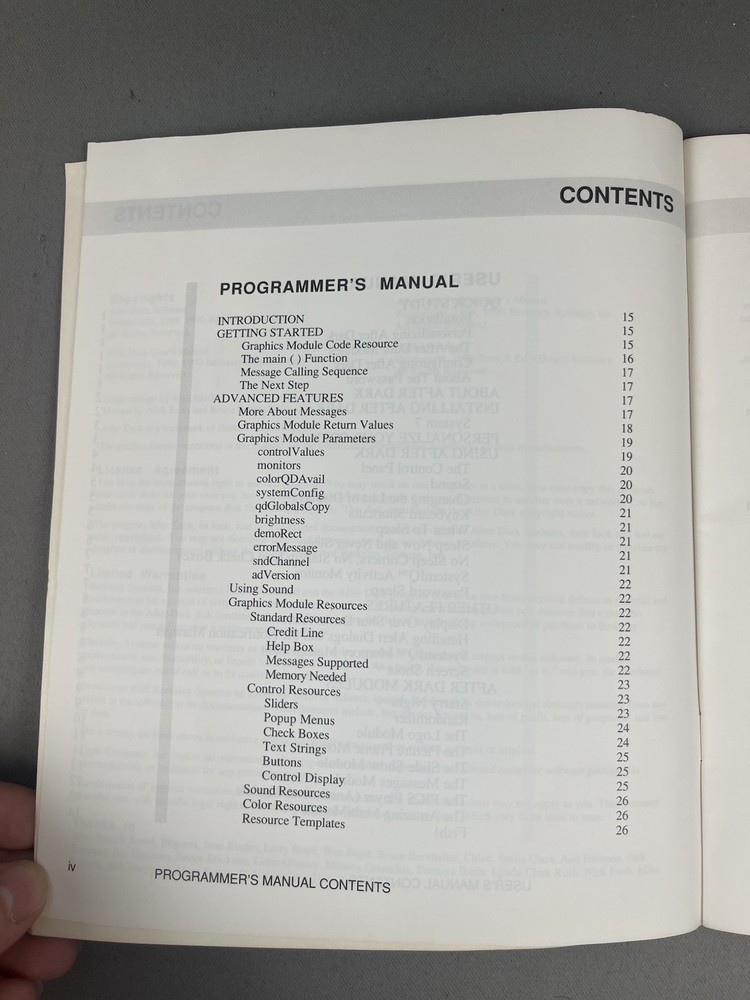 CONTENTS
PROGRAMMER'S MANUAL
INTRODUCTION 15
GETTING STARTED 15
Graphics Module Code Resource 15
The main ( ) Function 16
Message Calling Sequence 17
The Next Step 17
ADVANCED FEATURES 17
More About Messages 17
Graphics Module Return Values 18
Graphics Module Parameters 19
controlValues 19
monitors 20
colorQDAvail 20
systemConfig 20
qdGlobalsCopy 21
brightness 21
demoRect 21
errorMessage 21
sndChannel 21
adVersion 22
Using Sound 22
Graphics Module Resources 22
Standard Resources 22
Credit Line 22
Help Box 22
Messages Supported 22
Memory Needed 23
Control Resources 23
Sliders 23
Popup Menus 24
Check Boxes 24
Text Strings 25
Buttons 25
Control Display 25
Sound Resources 26
Color Resources 26
Resource Templates 26
iv
PROGRAMMER'S MANUAL CONTENTS